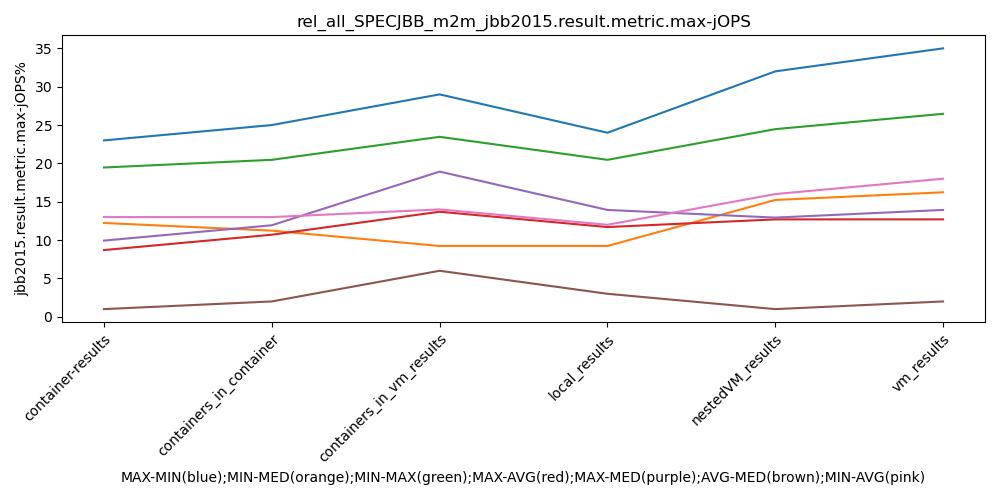 rel_all_SPECJBB_m2m_jbb2015.result.metric.max-jOPS
jbb2015.result.metric.max-jOPS%
35
30
25
20
15
10
5
0
container-results
containers_in_container
containers_in_vm_results
local_results
nestedVM_results
vm_results
MAX-MIN(blue);MIN-MED(orange);MIN-MAX(green);MAX-AVG(red);MAX-MED(purple);AVG-MED(brown);MIN-AVG(pink)